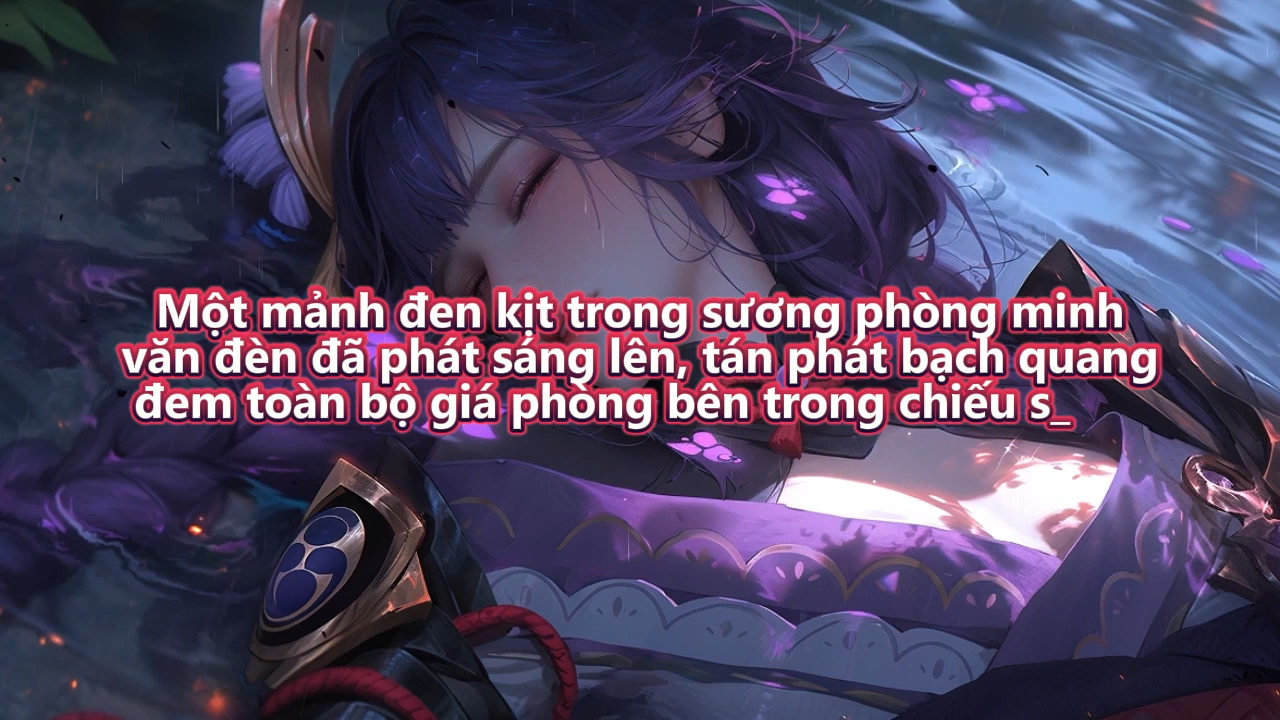 Một mảnh đen kịt trong sương phòng minh
văn đèn đã phát sáng lên, tán phát bạch quang
đem toàn bộ giá phòng bên trong chiếu s_